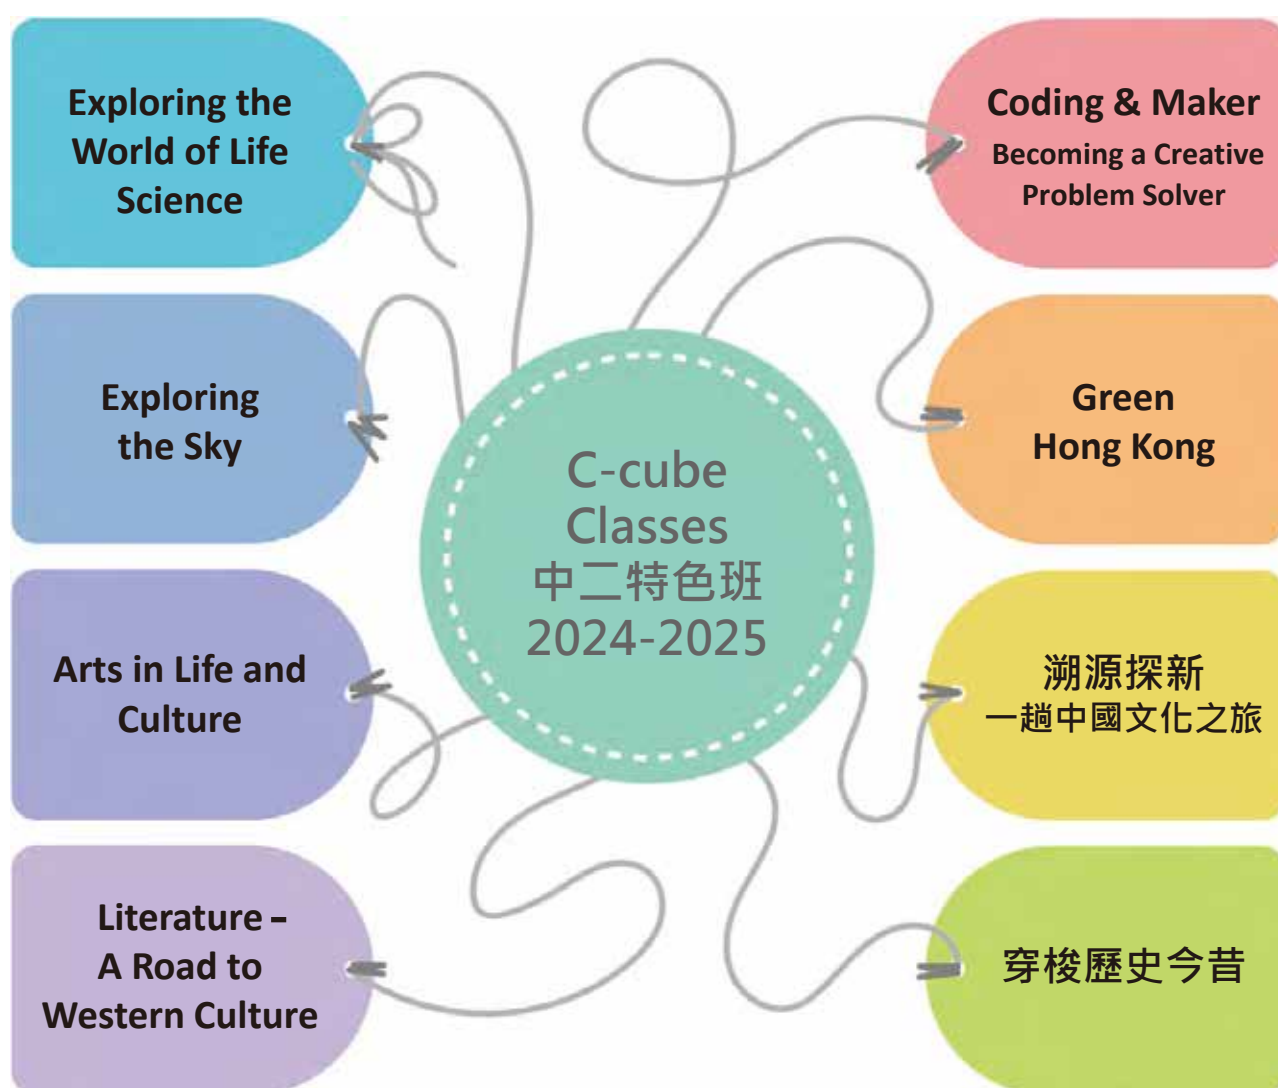 Exploring the
World of Life
Science
Exploring
the Sky
Arts in Life and
Culture
Literature –
A Road to
Western Culture
C-cube
Classes
中二特色班
2024-2025
Coding & Maker
Becoming a Creative
Problem Solver
Green
Hong Kong
溯源探新
一趟中國文化之旅
穿梭歷史今昔